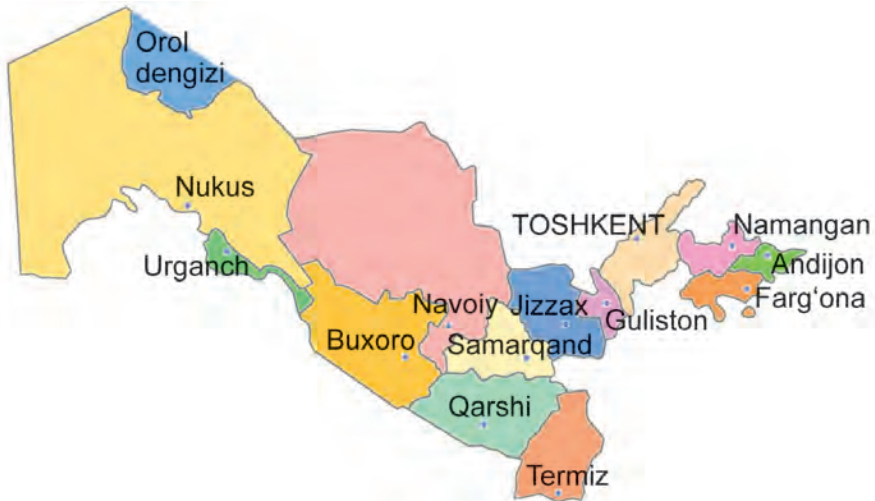 Orol
dengizi
Nukus
TOSHKENT
Namangan
Urganch
Andijon
Navoiy
Jizzax
Farg‘ona
Guliston
Buxoro
Samarqand
Qarshi
Termiz